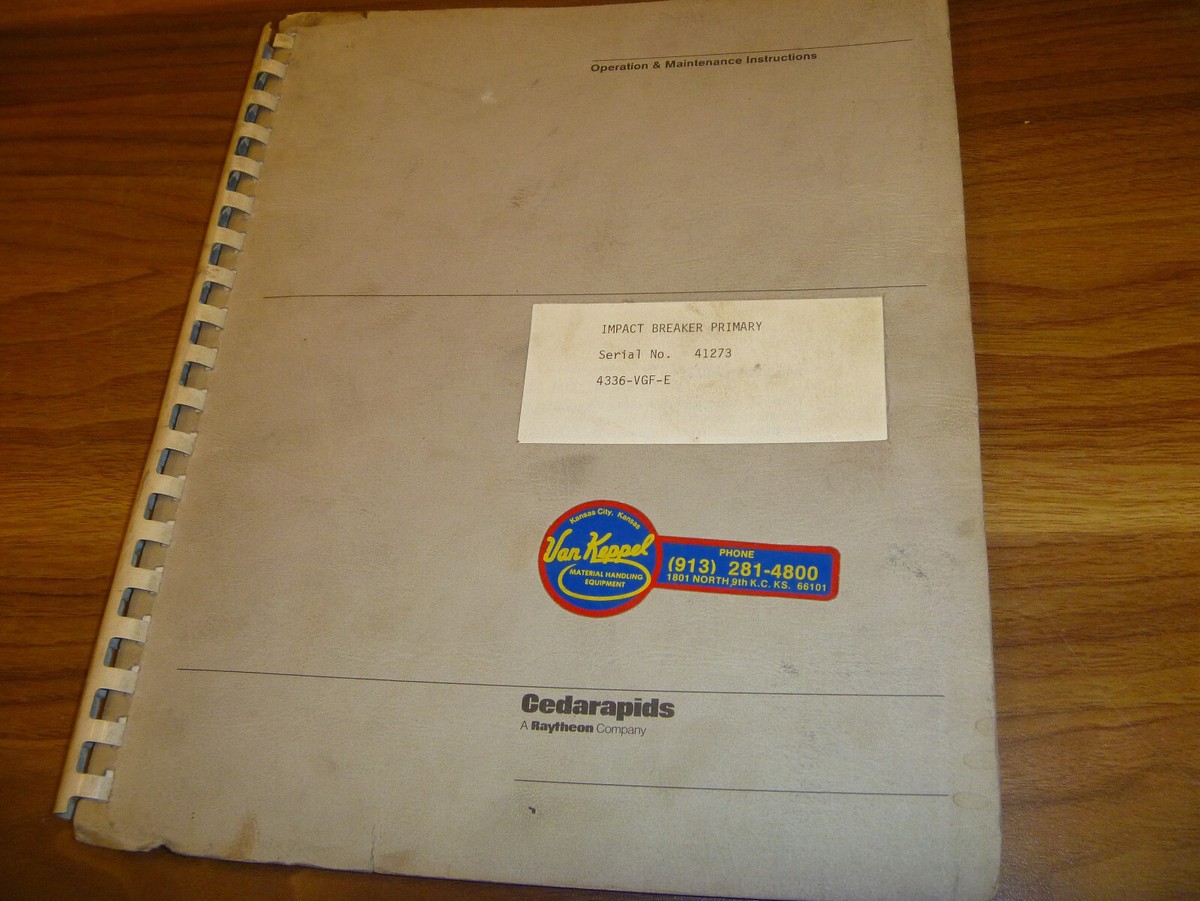 Operation & Maintenance Instructions
IMPACT BREAKER PRIMARY
Serial No. 41273
4336-VGF-E
Kansas City, Kansas
Van Keppel
MATERIAL HANDLING
EQUIPMENT
PHONE
(913) 281-4800
1801 NORTH 9th K.C. KS. 66101
Cedarapids
A Raytheon Company